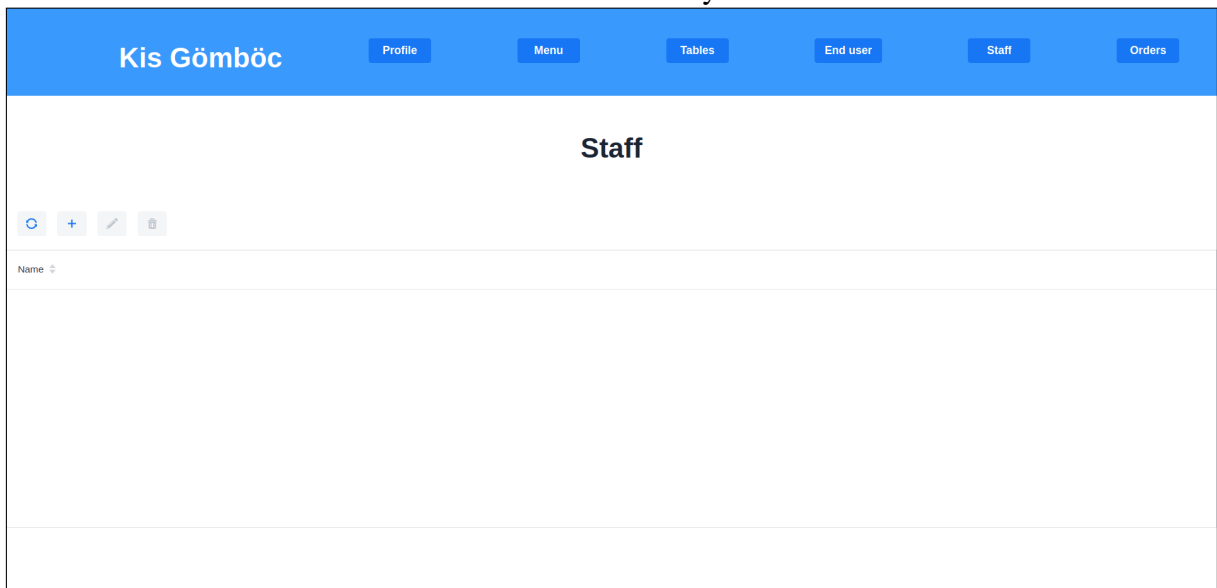 Kis Gömböc
Profile
Menu
Tables
End user
Staff
Orders
Staff
Name